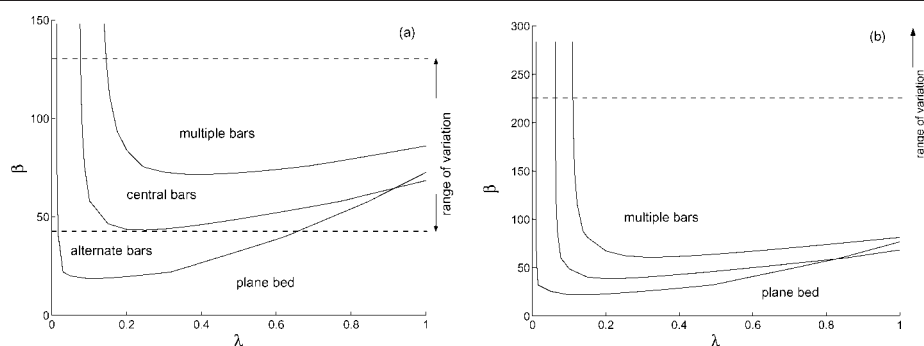 (a)
150
100
50
0
β
multiple bars
central bars
alternate bars
plane bed
range of variation
0
0.2
0.4
0.6
0.8
1
λ
(b)
300
250
200
150
100
50
0
β
multiple bars
plane bed
range of variation
0
0.2
0.4
0.6
0.8
1
λ